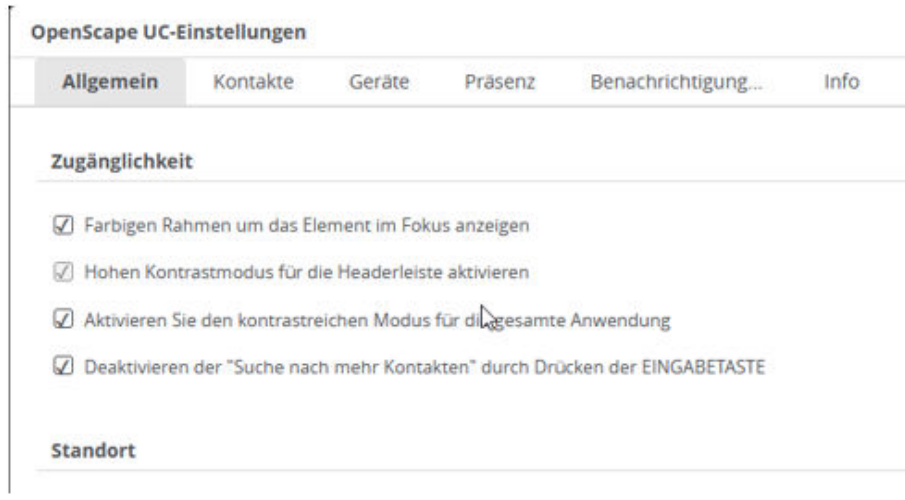 OpenScape UC-Einstellungen
Allgemein Kontakte Geräte Präsenz Benachrichtigung... Info
Zugänglichkeit
Farbigen Rahmen um das Element im Fokus anzeigen
Hohen Kontrastmodus für die Headerleiste aktivieren
Aktivieren Sie den kontrastreichen Modus für die gesamte Anwendung
Deaktivieren der "Suche nach mehr Kontakten" durch Drücken der EINGABETASTE
Standort